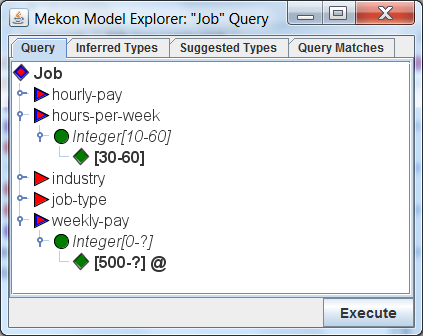 Mekon Model Explorer: "Job" Query
Query Inferred Types Suggested Types Query Matches
Job
hourly-pay
hours-per-week
Integer[10-60]
[30-60]
industry
job-type
weekly-pay
Integer[0-?]
[500-?] @
Execute